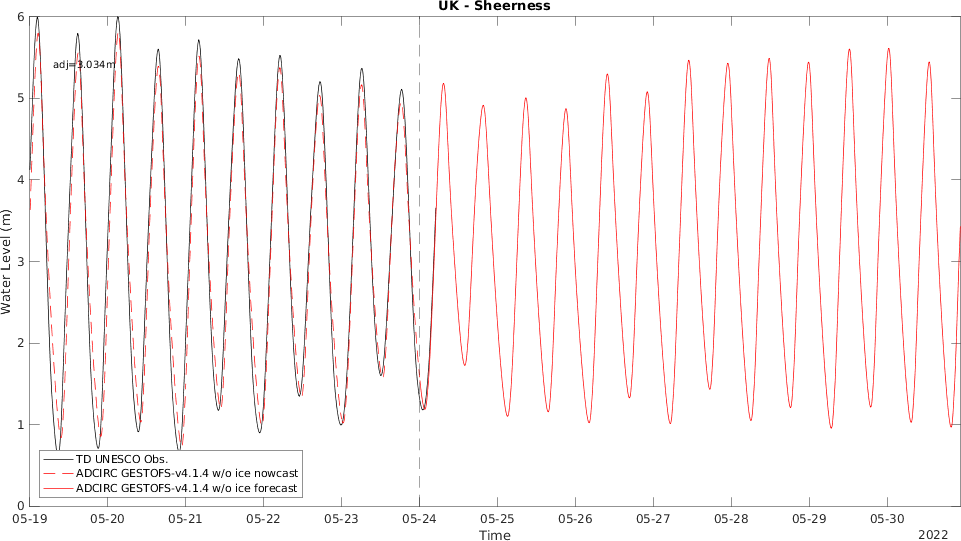 UK - Sheerness
adj=3.034m
6
5
4
3
2
1
0
Water Level (m)
TD UNESCO Obs.
ADCIRC GESTOFS-v4.1.4 w/o ice nowcast
ADCIRC GESTOFS-v4.1.4 w/o ice forecast
05-19 05-20 05-21 05-22 05-23 05-24 05-25 05-26 05-27 05-28 05-29 05-30
Time
2022